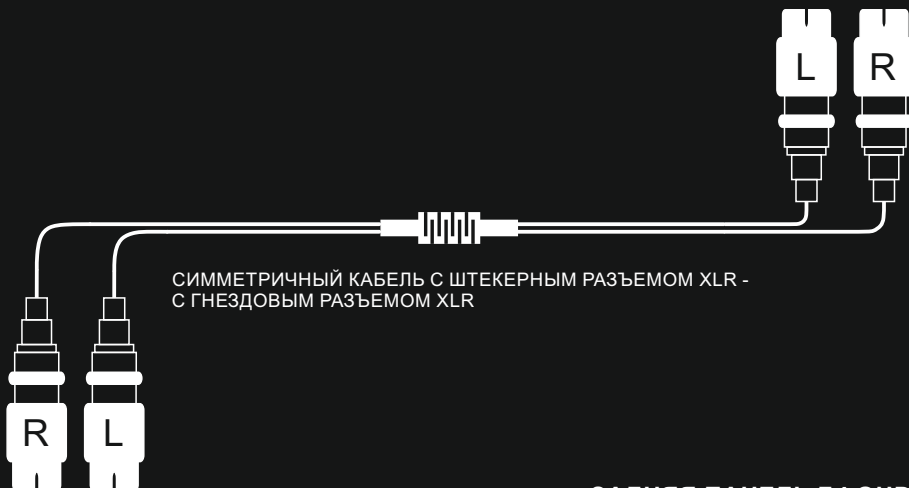 L R
СИММЕТРИЧНЫЙ КАБЕЛЬ С ШТЕКЕРНЫМ РАЗЪЕМОМ XLR -
С ГНЕЗДОВЫМ РАЗЪЕМОМ XLR
R L